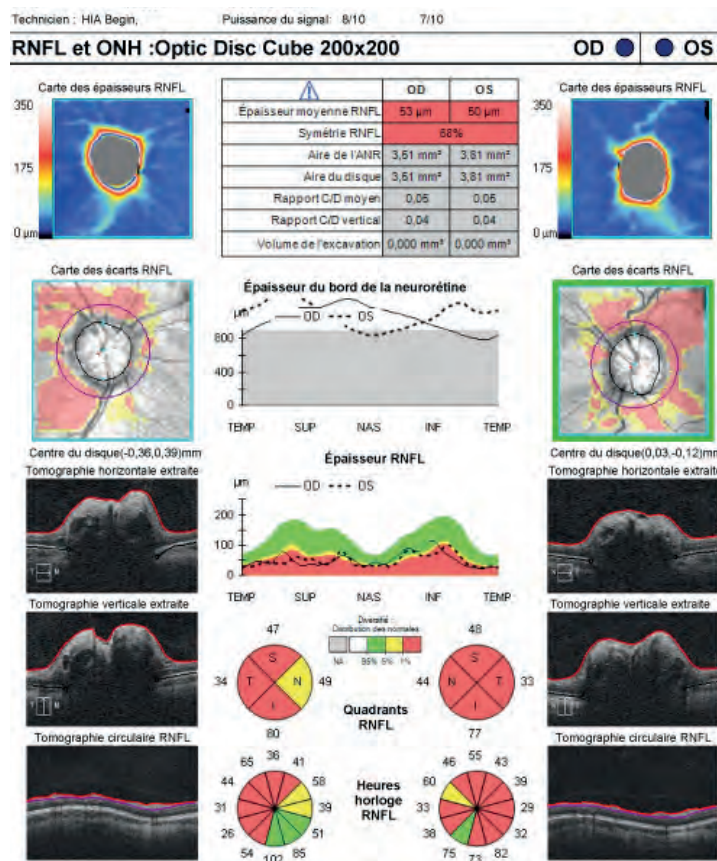 Technicien : HIA Begin, Puissance du signal: 8/10 7/10
RNFL et ONH :Optic Disc Cube 200x200 OD OS
Carte des épaisseurs RNFL
350
175
0 µm
OD OS
Épaisseur moyenne RNFL 53 µm 50 µm
Symétrie RNFL 68%
Aire de l'ANR 3,51 mm² 3,81 mm²
Aire du disque 3,51 mm² 3,81 mm²
Rapport C/D moyen 0,05 0,05
Rapport C/D vertical 0,04 0,04
Volume de l'excavation 0,000 mm³ 0,000 mm³
Carte des épaisseurs RNFL
350
175
0 µm
Carte des écarts RNFL
Centre du disque(-0,36,0,39)mm
Épaisseur du bord de la neurorétine
µm
OD OS
800
400
0
TEMP SUP NAS INF TEMP
Carte des écarts RNFL
Centre du disque(0,03,-0,12)mm
Tomographie horizontale extraite
T N
Épaisseur RNFL
µm
OD OS
200
100
0
TEMP SUP NAS INF TEMP
Tomographie horizontale extraite
Tomographie verticale extraite
Tomographie verticale extraite
Diversité :
Distribution des normales
NA 95% 5% 1%
47
S
34 T N 49
I
80
Quadrants
RNFL
48
S
44 N T 33
I
77
Tomographie circulaire RNFL
36
65 41
44 58
31 39
26 51
54 85
102
Heures
horloge
RNFL
55
46 43
60 39
33 29
38 32
75 82
73
Tomographie circulaire RNFL